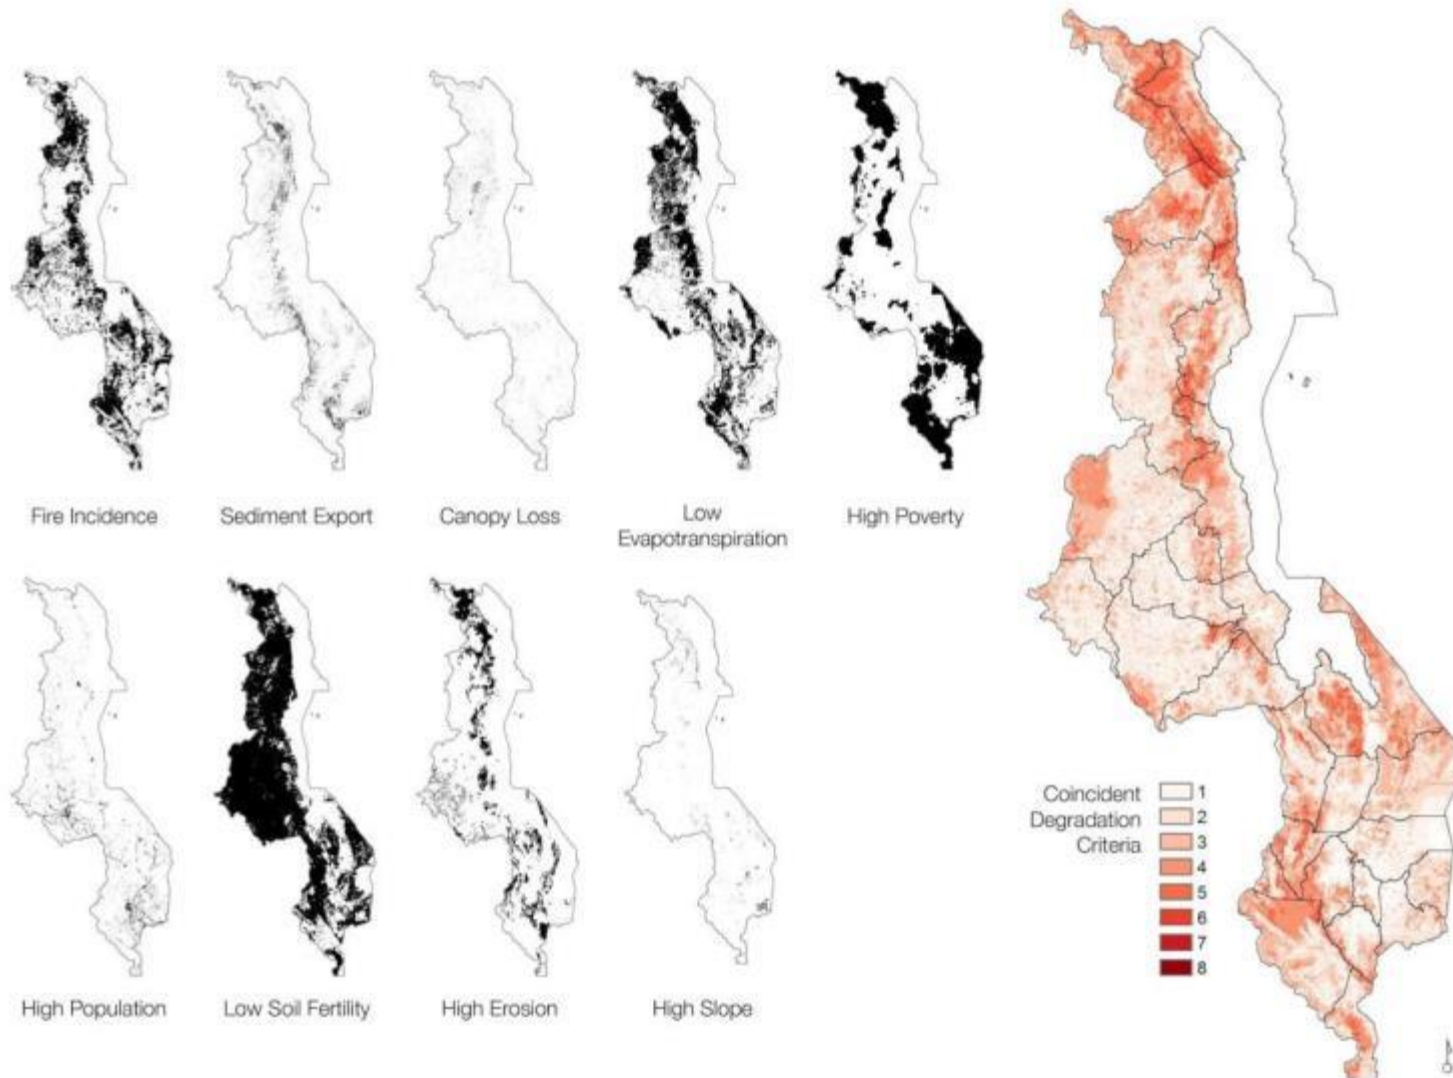 Fire Incidence
Sediment Export
Canopy Loss
Low
Evapotranspiration
High Poverty
High Population
Low Soil Fertility
High Erosion
High Slope
Coincident
Degradation
Criteria
1
2
3
4
5
6
7
8